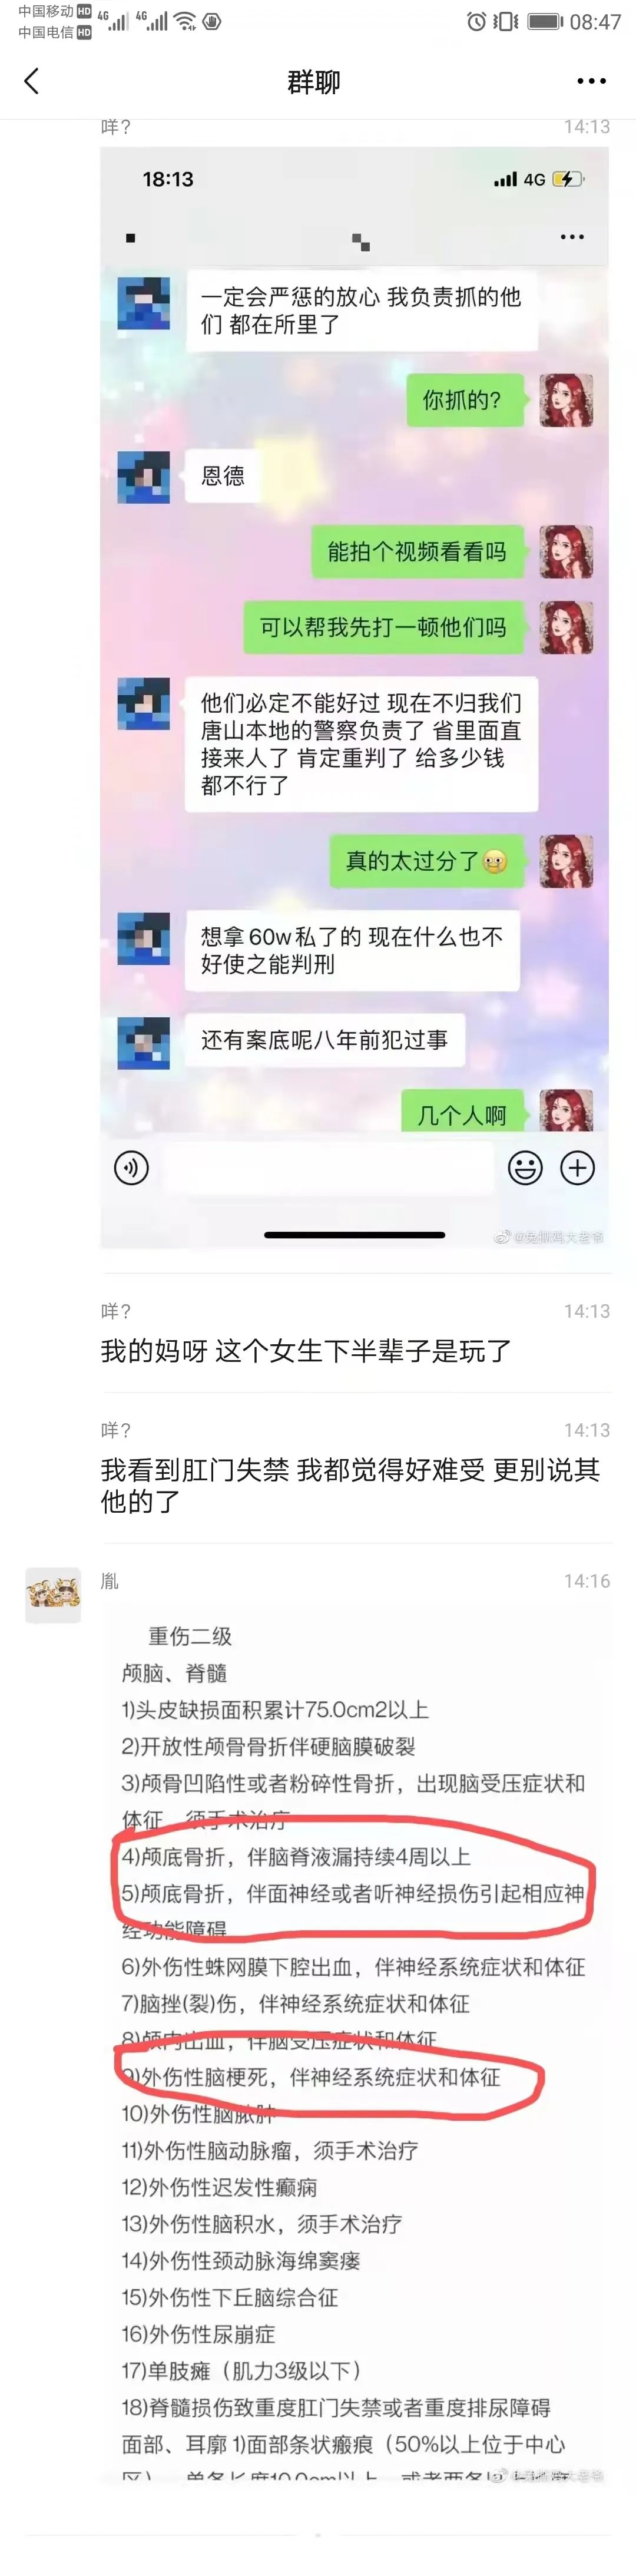 中国移动 HD 4G 4G
中国电信 HD
08:47
群聊
咩? 14:13
18:13 4G
一定会严惩的放心 我负责抓的他
们 都在所里了
你抓的?
恩德
能拍个视频看看吗
可以帮我先打一顿他们吗
他们必定不能好过 现在不归我们
唐山本地的警察负责了 省里面直
接来人了 肯定重判了 给多少钱
都不行了
真的太过分了
想拿60w私了的 现在什么也不
好使之能判刑
还有案底呢八年前犯过事
几个人啊
咩? 14:13
我的妈呀 这个女生下半辈子是玩了
咩? 14:13
我看到肛门失禁 我都觉得好难受 更别说其
他的了
胤 14:16
重伤二级
颅脑、脊髓
1)头皮缺损面积累计75.0cm2以上
2)开放性颅骨骨折伴硬脑膜破裂
3)颅骨凹陷性或者粉碎性骨折，出现脑受压症状和
体征，须手术治疗
4)颅底骨折，伴脑脊液漏持续4周以上
5)颅底骨折，伴面神经或者听神经损伤引起相应神
经功能障碍
6)外伤性蛛网膜下腔出血，伴神经系统症状和体征
7)脑挫(裂)伤，伴神经系统症状和体征
8)颅内出血，伴脑受压症状和体征
9)外伤性脑梗死，伴神经系统症状和体征
10)外伤性脑脓肿
11)外伤性脑动脉瘤，须手术治疗
12)外伤性迟发性癫痫
13)外伤性脑积水，须手术治疗
14)外伤性颈动脉海绵窦瘘
15)外伤性下丘脑综合征
16)外伤性尿崩症
17)单肢瘫（肌力3级以下）
18)脊髓损伤致重度肛门失禁或者重度排尿障碍
面部、耳廓 1)面部条状瘢痕（50%以上位于中心
区），单条长度10.0cm以上，或者两条以